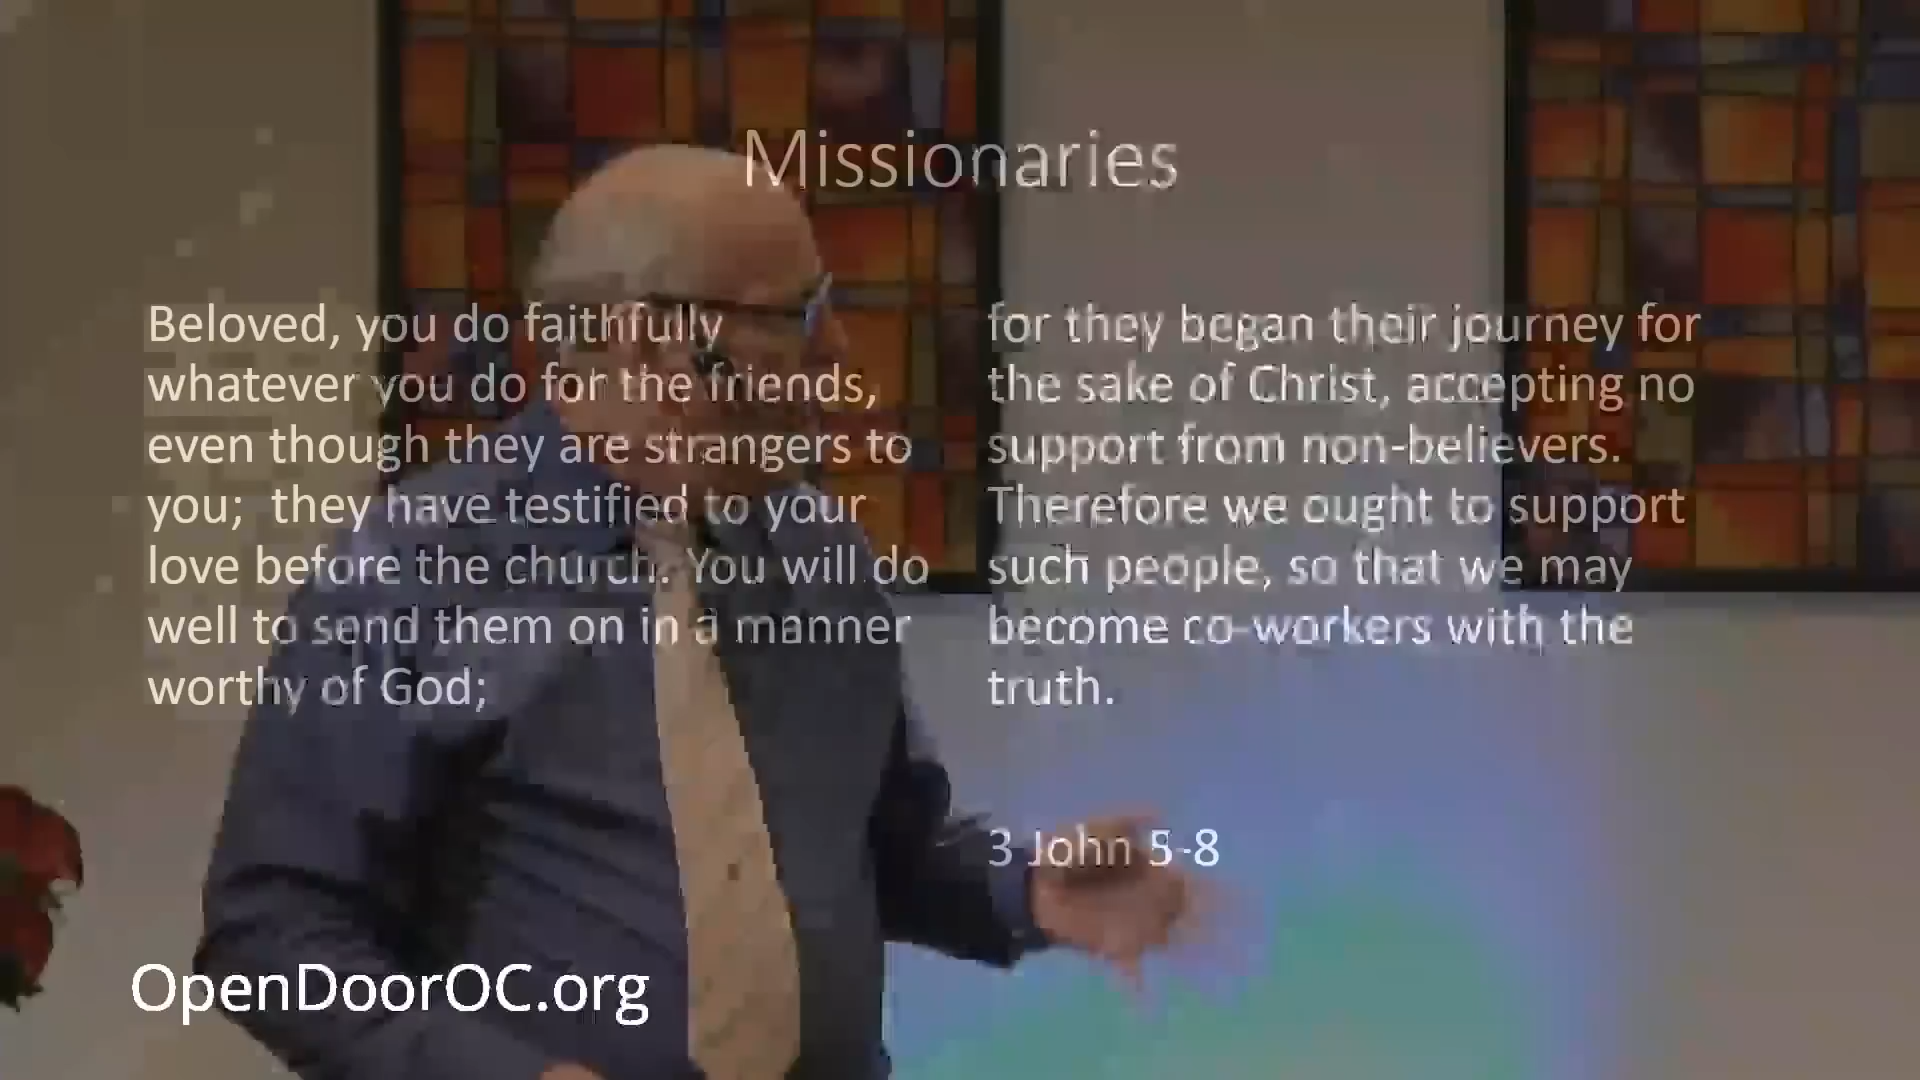 Missionaries
Beloved, you do faithfully
whatever you do for the friends,
even though they are strangers to
you;  they have testified to your
love before the church. You will do
well to send them on in a manner
worthy of God;
for they began their journey for
the sake of Christ, accepting no
support from non-believers.
Therefore we ought to support
such people, so that we may
become co-workers with the
truth.
3 John 5-8
OpenDoorOC.org